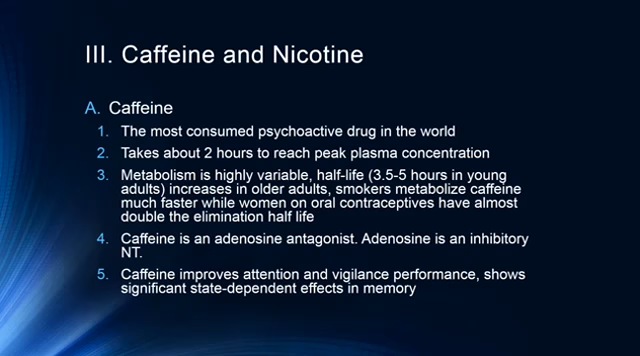 III. Caffeine and Nicotine
A. Caffeine
1. The most consumed psychoactive drug in the world
2. Takes about 2 hours to reach peak plasma concentration
3. Metabolism is highly variable, half-life (3.5-5 hours in young
adults) increases in older adults, smokers metabolize caffeine
much faster while women on oral contraceptives have almost
double the elimination half life
4. Caffeine is an adenosine antagonist. Adenosine is an inhibitory
NT.
5. Caffeine improves attention and vigilance performance, shows
significant state-dependent effects in memory